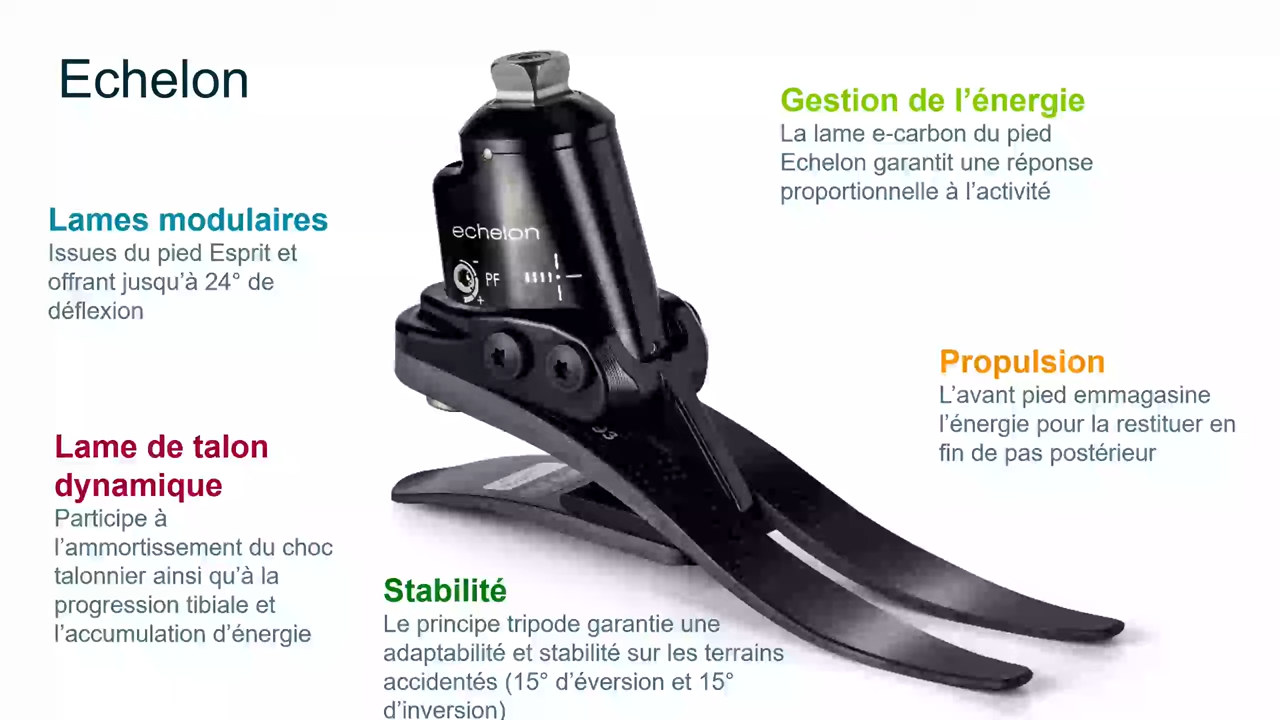 Echelon
Gestion de l’énergie
La lame e-carbon du pied
Echelon garantit une réponse
proportionnelle à l’activité
Lames modulaires
Issues du pied Esprit et
offrant jusqu’à 24° de
déflexion
echelon
PF
Propulsion
L’avant pied emmagasine
l’énergie pour la restituer en
fin de pas postérieur
Lame de talon
dynamique
Participe à
l’ammortissement du choc
talonnier ainsi qu’à la
progression tibiale et
l’accumulation d’énergie
Stabilité
Le principe tripode garantie une
adaptabilité et stabilité sur les terrains
accidentés (15° d’éversion et 15°
d’inversion)